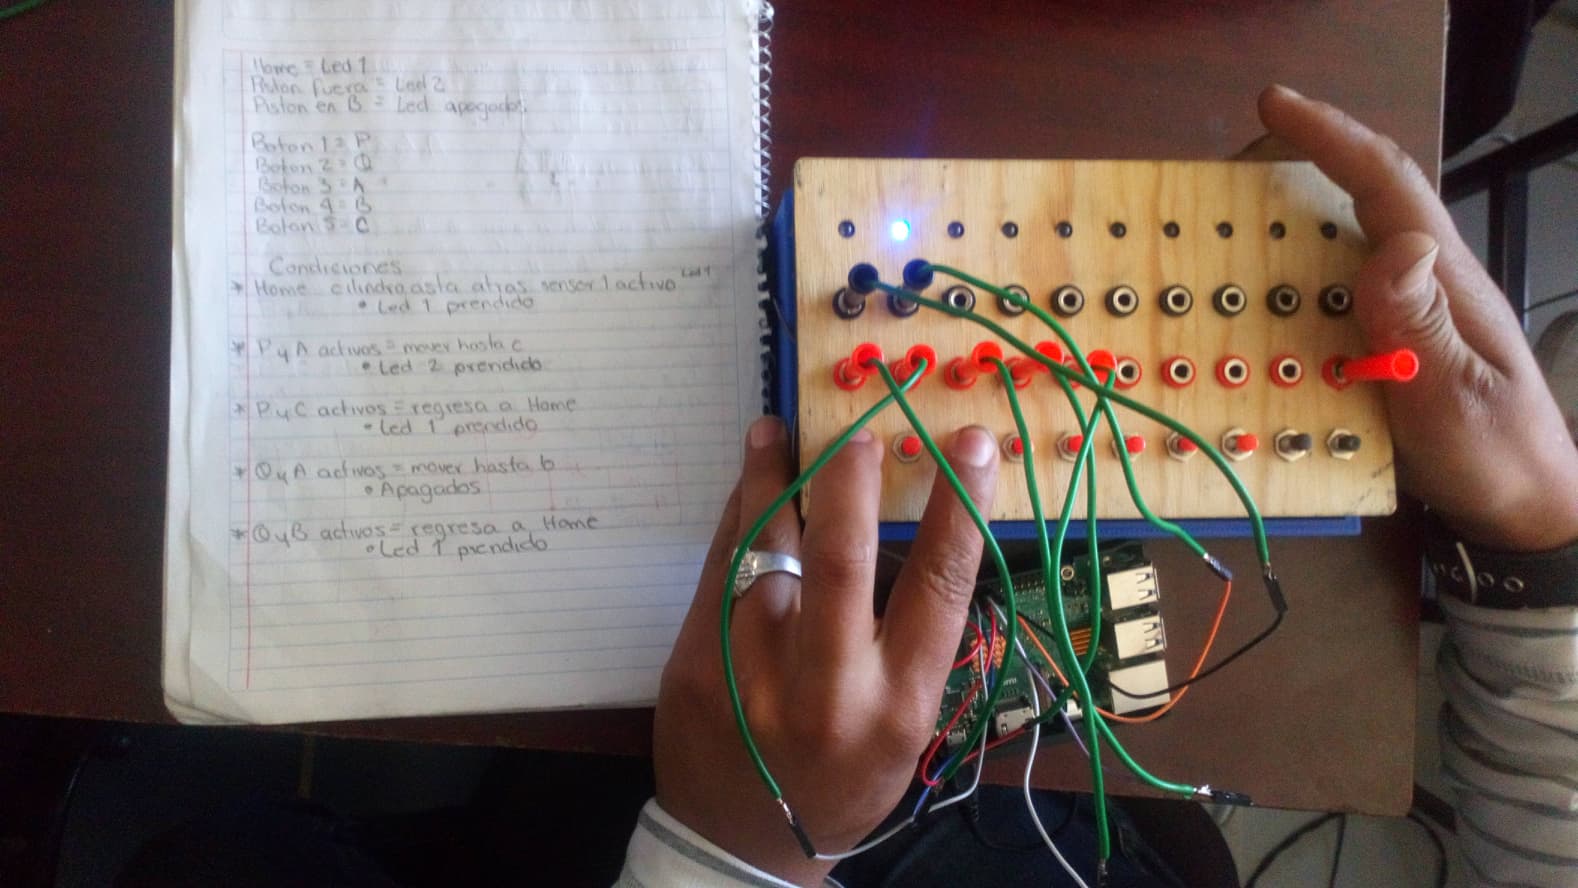 Home = Led 1
Piston fuera = Led 2
Piston en B = Led apagados
Boton 1 = P
Boton 2 = Q
Boton 3 = A
Boton 4 = B
Boton 5 = C
Condiciones
* Home cilindro asta atras sensor 1 activo Led 1
• Led 1 prendido
* P y A activos = mover hasta c
• Led 2 prendido
* P y C activos = regresa a Home
• Led 1 prendido
* Q y A activos = mover hasta b
• Apagados
* Q y B activos = regresa a Home
• Led 1 prendido